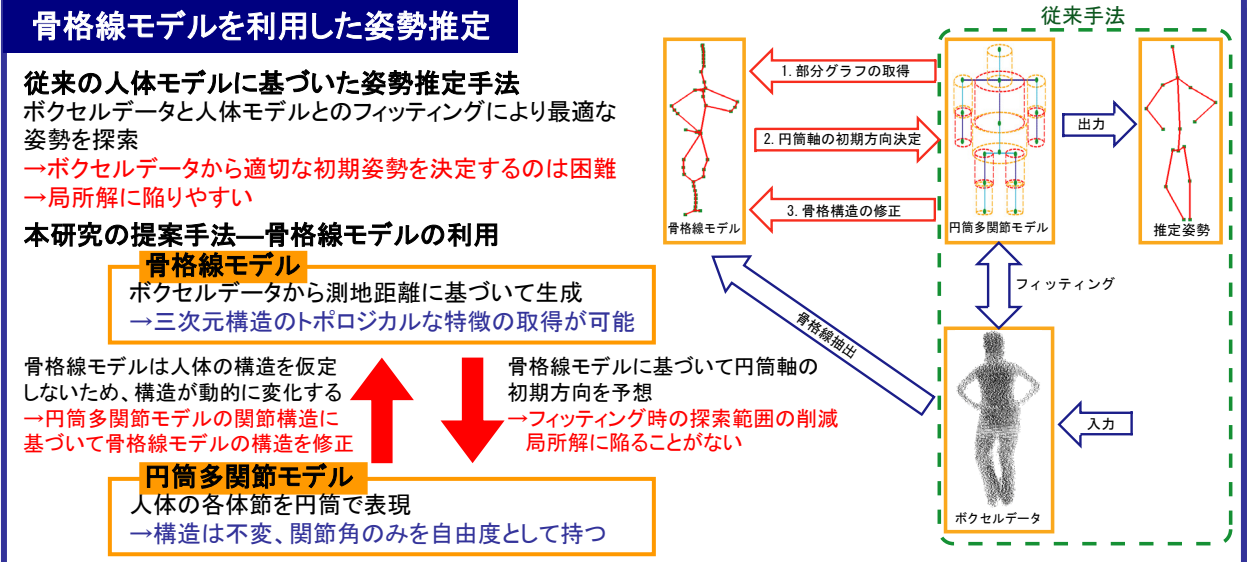 骨格線モデルを利用した姿勢推定
従来の人体モデルに基づいた姿勢推定手法
ボクセルデータと人体モデルとのフィッティングにより最適な
姿勢を探索
→ボクセルデータから適切な初期姿勢を決定するのは困難
→局所解に陥りやすい
本研究の提案手法―骨格線モデルの利用
骨格線モデル
ボクセルデータから測地距離に基づいて生成
→三次元構造のトポロジカルな特徴の取得が可能
骨格線モデルは人体の構造を仮定
しないため、構造が動的に変化する
→円筒多関節モデルの関節構造に
基づいて骨格線モデルの構造を修正
骨格線モデルに基づいて円筒軸の
初期方向を予想
→フィッティング時の探索範囲の削減
局所解に陥ることがない
円筒多関節モデル
人体の各体節を円筒で表現
→構造は不変、関節角のみを自由度として持つ
従来手法
1. 部分グラフの取得
2. 円筒軸の初期方向決定
3. 骨格構造の修正
出力
骨格線モデル
円筒多関節モデル
推定姿勢
フィッティング
骨格線抽出
入力
ボクセルデータ